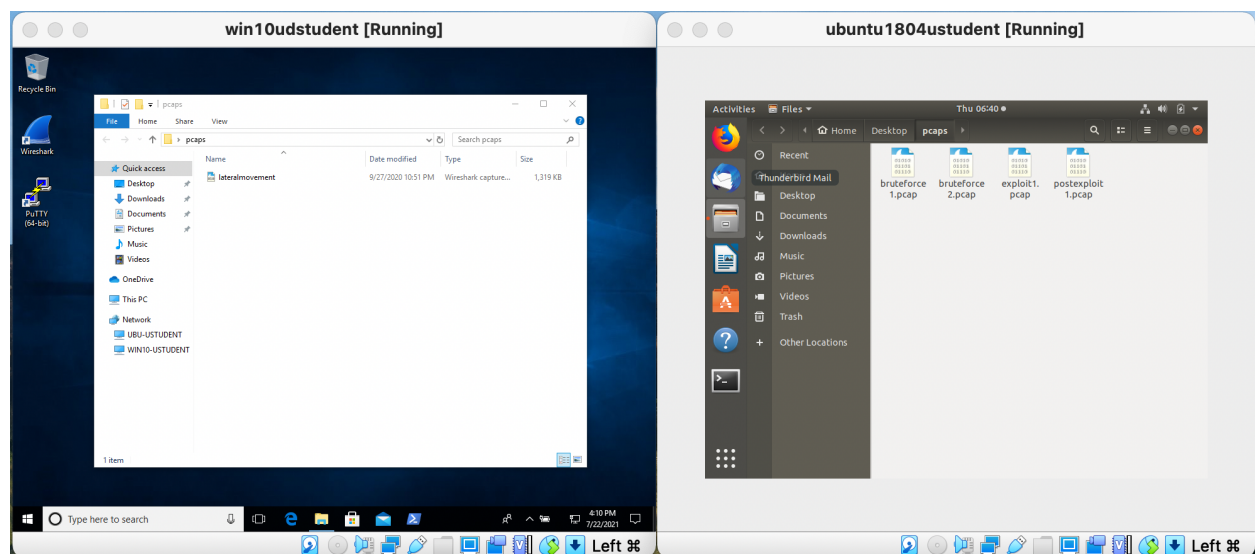 win10udstudent [Running]
Recycle Bin
Wireshark
PuTTY
(64-bit)
pcaps
File Home Share View
pcaps
Search pcaps
Name Date modified Type Size
lateralmovement 9/27/2020 10:51 PM Wireshark capture... 1,319 KB
Quick access
Desktop
Downloads
Documents
Pictures
Music
Videos
OneDrive
This PC
Network
UBU-USTUDENT
WIN10-USTUDENT
1 item
Type here to search
4:10 PM
7/22/2021
Left ⌘
ubuntu1804ustudent [Running]
Activities Files Thu 06:40
Home Desktop pcaps
Recent
Thunderbird Mail
Desktop
Documents
Downloads
Music
Pictures
Videos
Trash
Other Locations
bruteforce
1.pcap
bruteforce
2.pcap
exploit1.
pcap
postexploit
1.pcap
Left ⌘